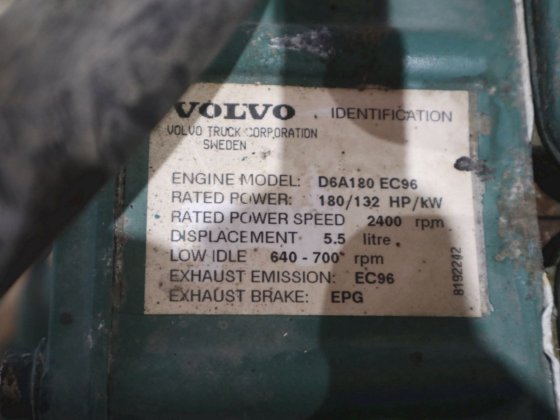 VOLVO IDENTIFICATION
VOLVO TRUCK CORPORATION
SWEDEN
ENGINE MODEL: D6A180 EC96
RATED POWER: 180/132 HP/kW
RATED POWER SPEED 2400 rpm
DISPLACEMENT 5.5 litre
LOW IDLE 640 - 700 rpm
EXHAUST EMISSION: EC96
EXHAUST BRAKE: EPG
8192242